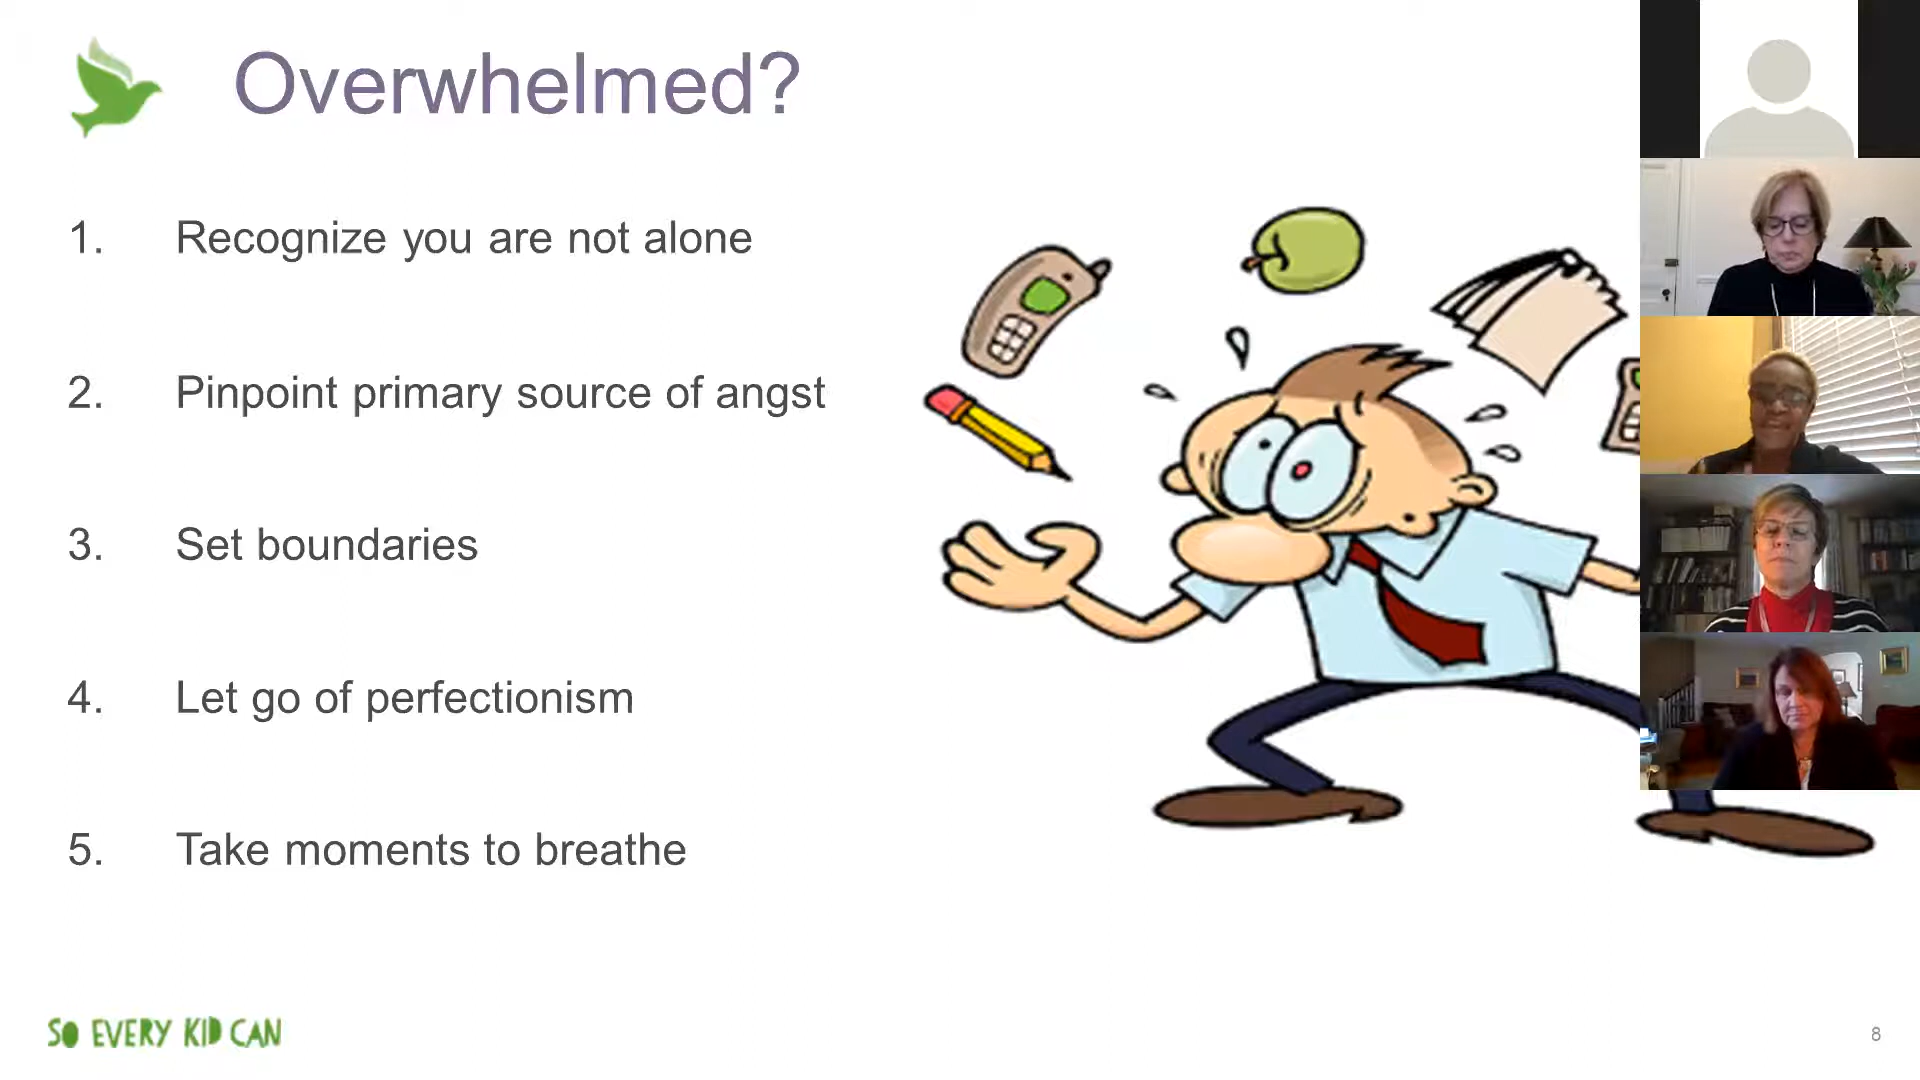 Overwhelmed?
1. Recognize you are not alone
2. Pinpoint primary source of angst
3. Set boundaries
4. Let go of perfectionism
5. Take moments to breathe
SO EVERY KID CAN
8